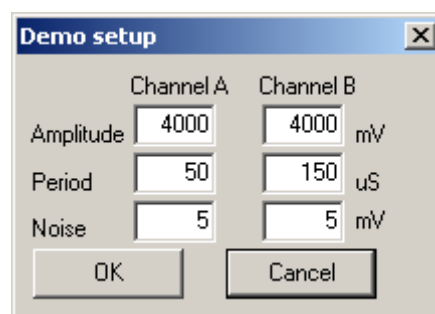 Demo setup
Channel A Channel B
Amplitude 4000 4000 mV
Period 50 150 uS
Noise 5 5 mV
OK Cancel